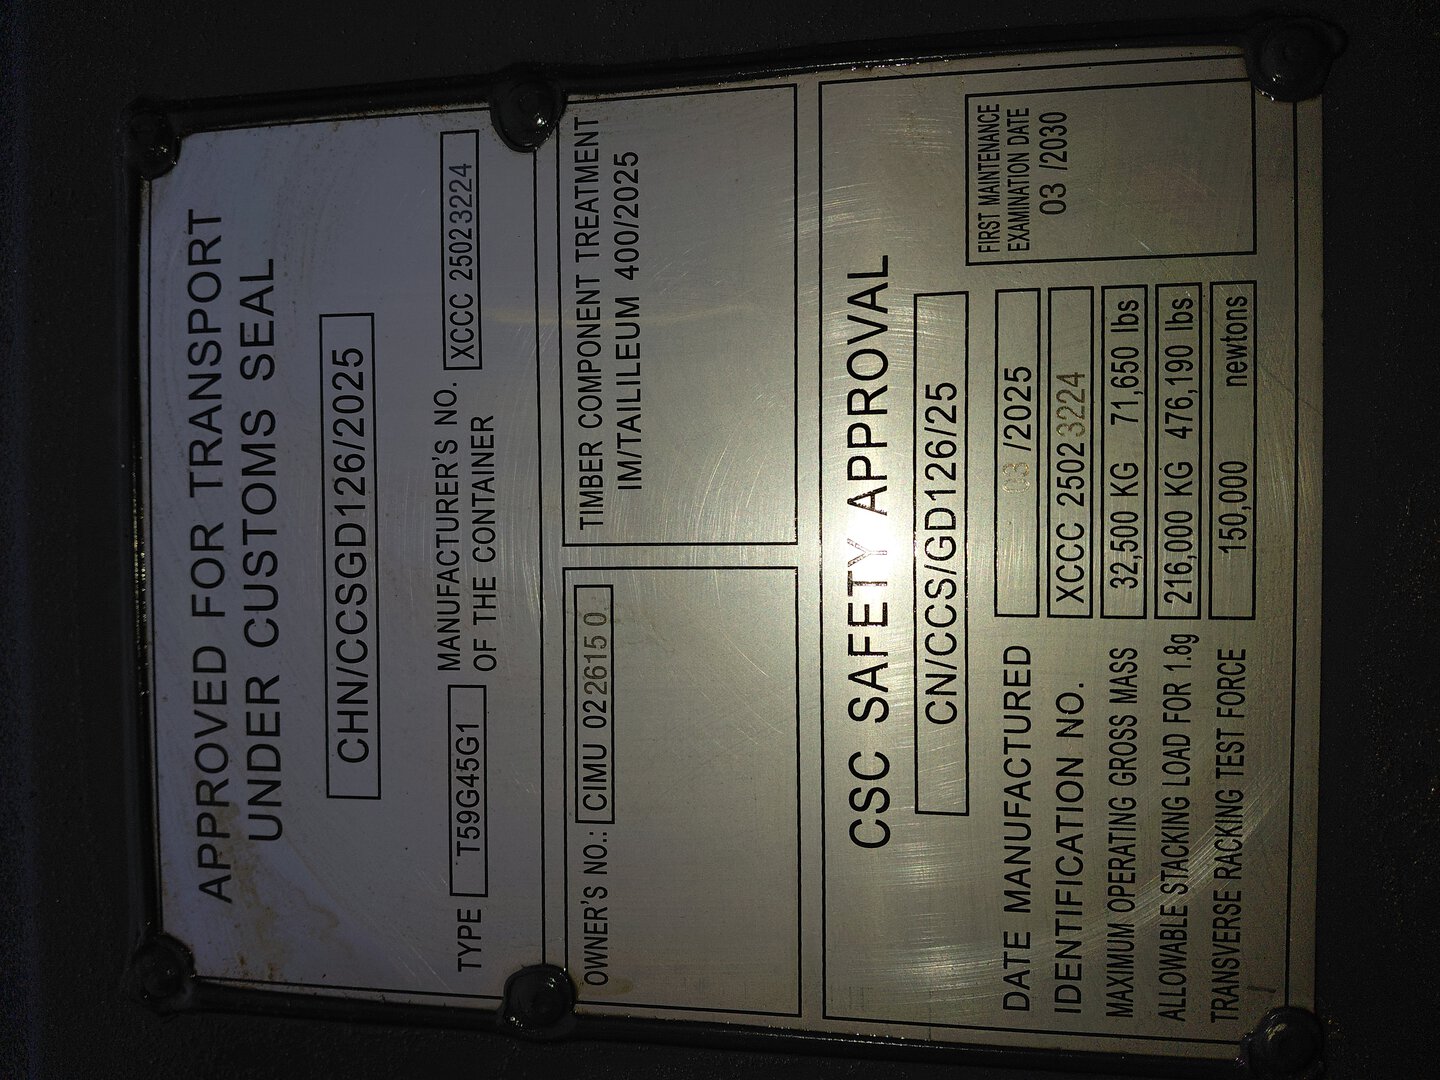 APPROVED FOR TRANSPORT
UNDER CUSTOMS SEAL
CHN/CCSGD126/2025
TYPE T59G45G1 MANUFACTURER'S NO. OF THE CONTAINER XCCC 25023224
OWNER'S NO.: CIMU 022615 0
TIMBER COMPONENT TREATMENT
IM/TAILILEUM 400/2025
CSC SAFETY APPROVAL
CN/CCS/GD126/25
DATE MANUFACTURED 03 /2025
IDENTIFICATION NO. XCCC 25023224
MAXIMUM OPERATING GROSS MASS 32,500 KG 71,650 lbs
ALLOWABLE STACKING LOAD FOR 1.8g 216,000 KG 476,190 lbs
TRANSVERSE RACKING TEST FORCE 150,000 newtons
FIRST MAINTENANCE
EXAMINATION DATE
03 /2030